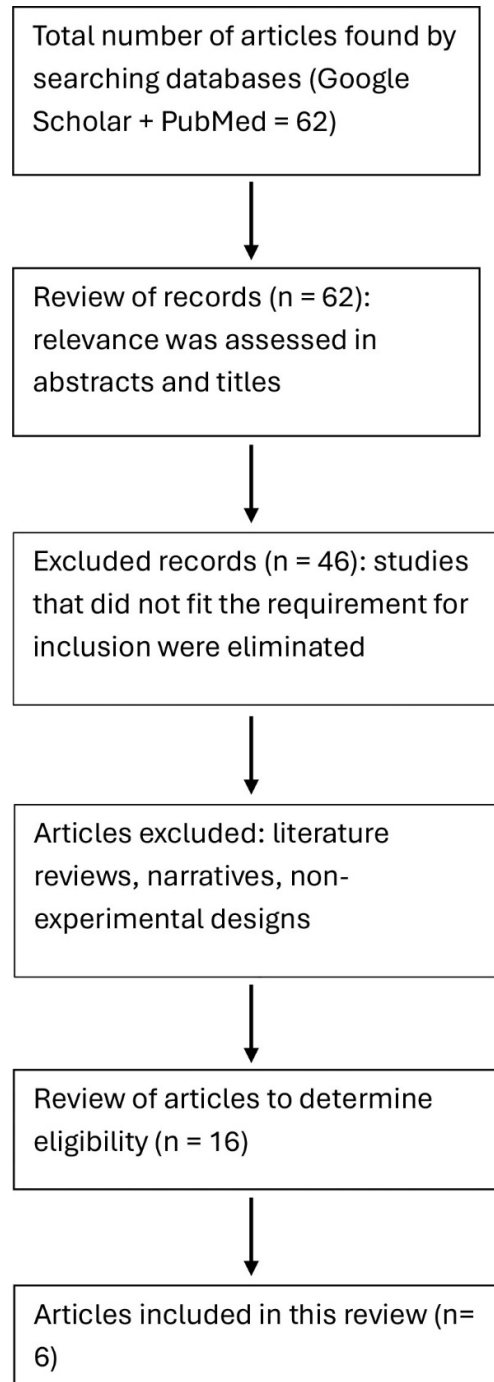 Total number of articles found by
searching databases (Google
Scholar + PubMed = 62)
Review of records (n = 62):
relevance was assessed in
abstracts and titles
Excluded records (n = 46): studies
that did not fit the requirement for
inclusion were eliminated
Articles excluded: literature
reviews, narratives, non-
experimental designs
Review of articles to determine
eligibility (n = 16)
Articles included in this review (n=
6)